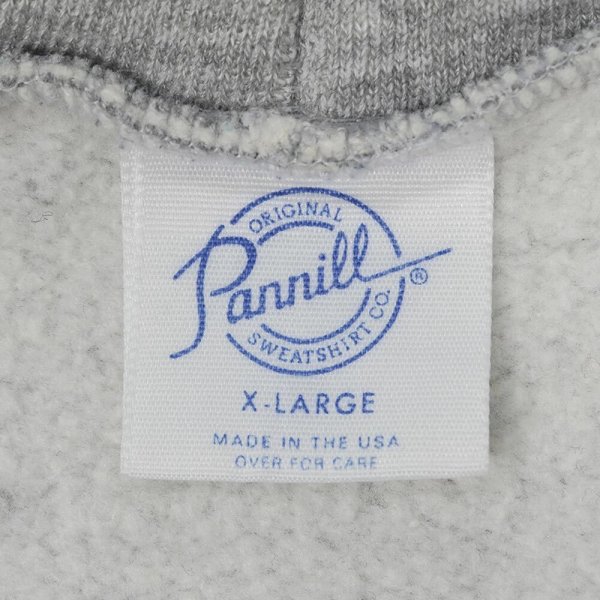 ORIGINAL
Pannill ®
SWEATSHIRT CO.
X-LARGE
MADE IN THE USA
OVER FOR CARE